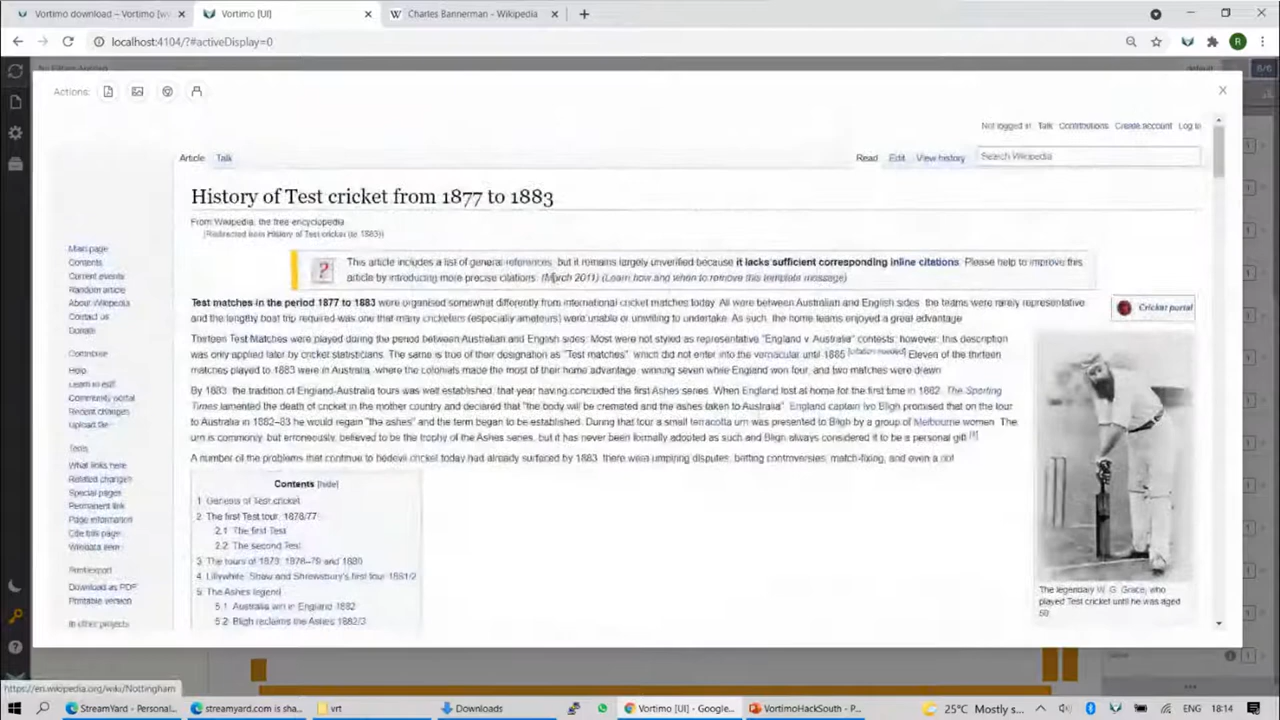 Vortimo download – Vortimo [w
Vortimo [UI]
Charles Bannerman - Wikipedia
localhost:4104/?#activeDisplay=0
R
6/6
Actions:
Not logged in Talk Contributions Create account Log in
Article Talk
Read Edit View history
Search Wikipedia
History of Test cricket from 1877 to 1883
From Wikipedia, the free encyclopedia
(Redirected from History of Test cricket (to 1883))
This article includes a list of general references, but it remains largely unverified because it lacks sufficient corresponding inline citations. Please help to improve this
article by introducing more precise citations. (March 2011) (Learn how and when to remove this template message)
Cricket portal
Test matches in the period 1877 to 1883 were organised somewhat differently from international cricket matches today. All were between Australian and English sides the teams were rarely representative
and the lengthy boat trip required was one that many cricketers (especially amateurs) were unable or unwilling to undertake. As such, the home teams enjoyed a great advantage
Thirteen Test Matches were played during the period between Australian and English sides. Most were not styled as representative "England v Australia" contests; however, this description
was only applied later by cricket statisticians. The same is true of their designation as "Test matches" which did not enter into the vernacular until 1885 [citation needed] Eleven of the thirteen
matches played to 1883 were in Australia, where the colonials made the most of their home advantage, winning seven while England won four, and two matches were drawn
By 1883, the tradition of England-Australia tours was well established, that year having concluded the first Ashes series. When England lost at home for the first time in 1882, The Sporting
Times lamented the death of cricket in the mother country and declared that "the body will be cremated and the ashes taken to Australia". England captain Ivo Bligh promised that on the tour
to Australia in 1882–83 he would regain "the ashes" and the term began to be established. During that tour a small terracotta urn was presented to Bligh by a group of Melbourne women. The
urn is commonly, but erroneously, believed to be the trophy of the Ashes series, but it has never been formally adopted as such and Bligh always considered it to be a personal gift [1]
A number of the problems that continue to bedevil cricket today had already surfaced by 1883 there were umpiring disputes, betting controversies, match-fixing, and even a riot
Main page
Contents
Current events
Random article
About Wikipedia
Contact us
Donate
Contribute
Help
Learn to edit
Community portal
Recent changes
Upload file
Tools
What links here
Related changes
Special pages
Permanent link
Page information
Cite this page
Wikidata item
Print/export
Download as PDF
Printable version
In other projects
Contents [hide]
1 Genesis of Test cricket
2 The first Test tour, 1876/77
2.1 The first Test
2.2 The second Test
3 The tours of 1878, 1878–79 and 1880
4 Lillywhite, Shaw and Shrewsbury's first tour 1881/2
5 The Ashes legend
5.1 Australia win in England 1882
5.2 Bligh reclaims the Ashes 1882/3
The legendary W. G. Grace, who
played Test cricket until he was aged
50
https://en.wikipedia.org/wiki/Nottingham
StreamYard - Personal...
streamyard.com is sha...
vrt
Downloads
Vortimo [UI] - Google...
VortimoHackSouth - P...
25°C Mostly s...
ENG
18:14